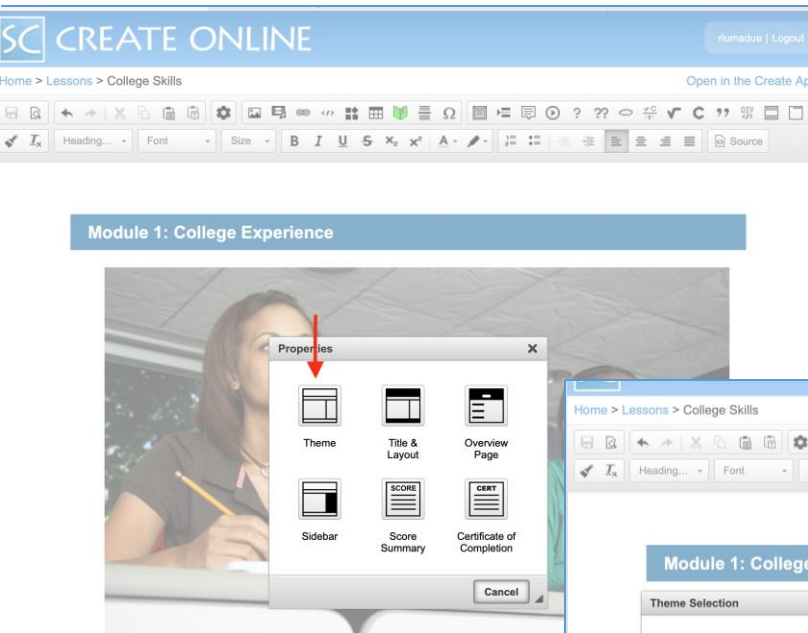 SC CREATE ONLINE
rlumadue | Logout
Home > Lessons > College Skills
Open in the Create Ap
Heading...
Font
Size
B I U S x₂ x² A
Source
Module 1: College Experience
Properties
Theme
Title & Layout
Overview Page
SCORE
CERT
Sidebar
Score Summary
Certificate of Completion
Cancel
Home > Lessons > College Skills
Heading...
Font
Module 1: College
Theme Selection